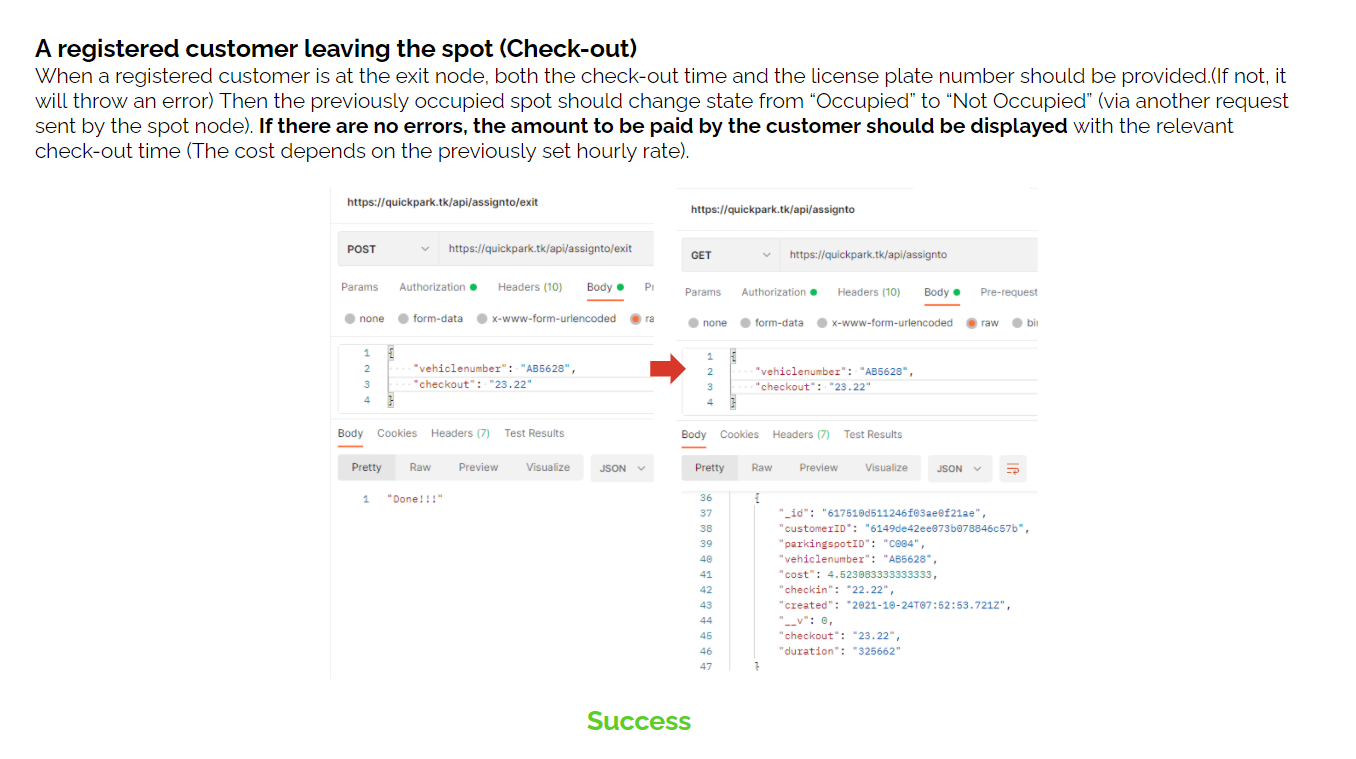 A registered customer leaving the spot (Check-out)
When a registered customer is at the exit node, both the check-out time and the license plate number should be provided.(If not, it
will throw an error) Then the previously occupied spot should change state from “Occupied” to “Not Occupied” (via another request
sent by the spot node). If there are no errors, the amount to be paid by the customer should be displayed with the relevant
check-out time (The cost depends on the previously set hourly rate).
https://quickpark.tk/api/assignto/exit
POST https://quickpark.tk/api/assignto/exit
Params Authorization Headers (10) Body Pr
none form-data x-www-form-urlencoded ra
1 {
2 "vehiclenumber": "AB5628",
3 "checkout": "23.22"
4 }
Body Cookies Headers (7) Test Results
Pretty Raw Preview Visualize JSON
1 "Done!!!"
https://quickpark.tk/api/assignto
GET https://quickpark.tk/api/assignto
Params Authorization Headers (10) Body Pre-request
none form-data x-www-form-urlencoded raw bi
1 {
2 "vehiclenumber": "AB5628",
3 "checkout": "23.22"
4 }
Body Cookies Headers (7) Test Results
Pretty Raw Preview Visualize JSON
36 {
37 "_id": "617510d511246f03ae0f21ae",
38 "customerID": "6149de42ee073b078846c57b",
39 "parkingspotID": "C004",
40 "vehiclenumber": "AB5628",
41 "cost": 4.523083333333333,
42 "checkin": "22.22",
43 "created": "2021-10-24T07:52:53.721Z",
44 "__v": 0,
45 "checkout": "23.22",
46 "duration": "325662"
47 }
Success